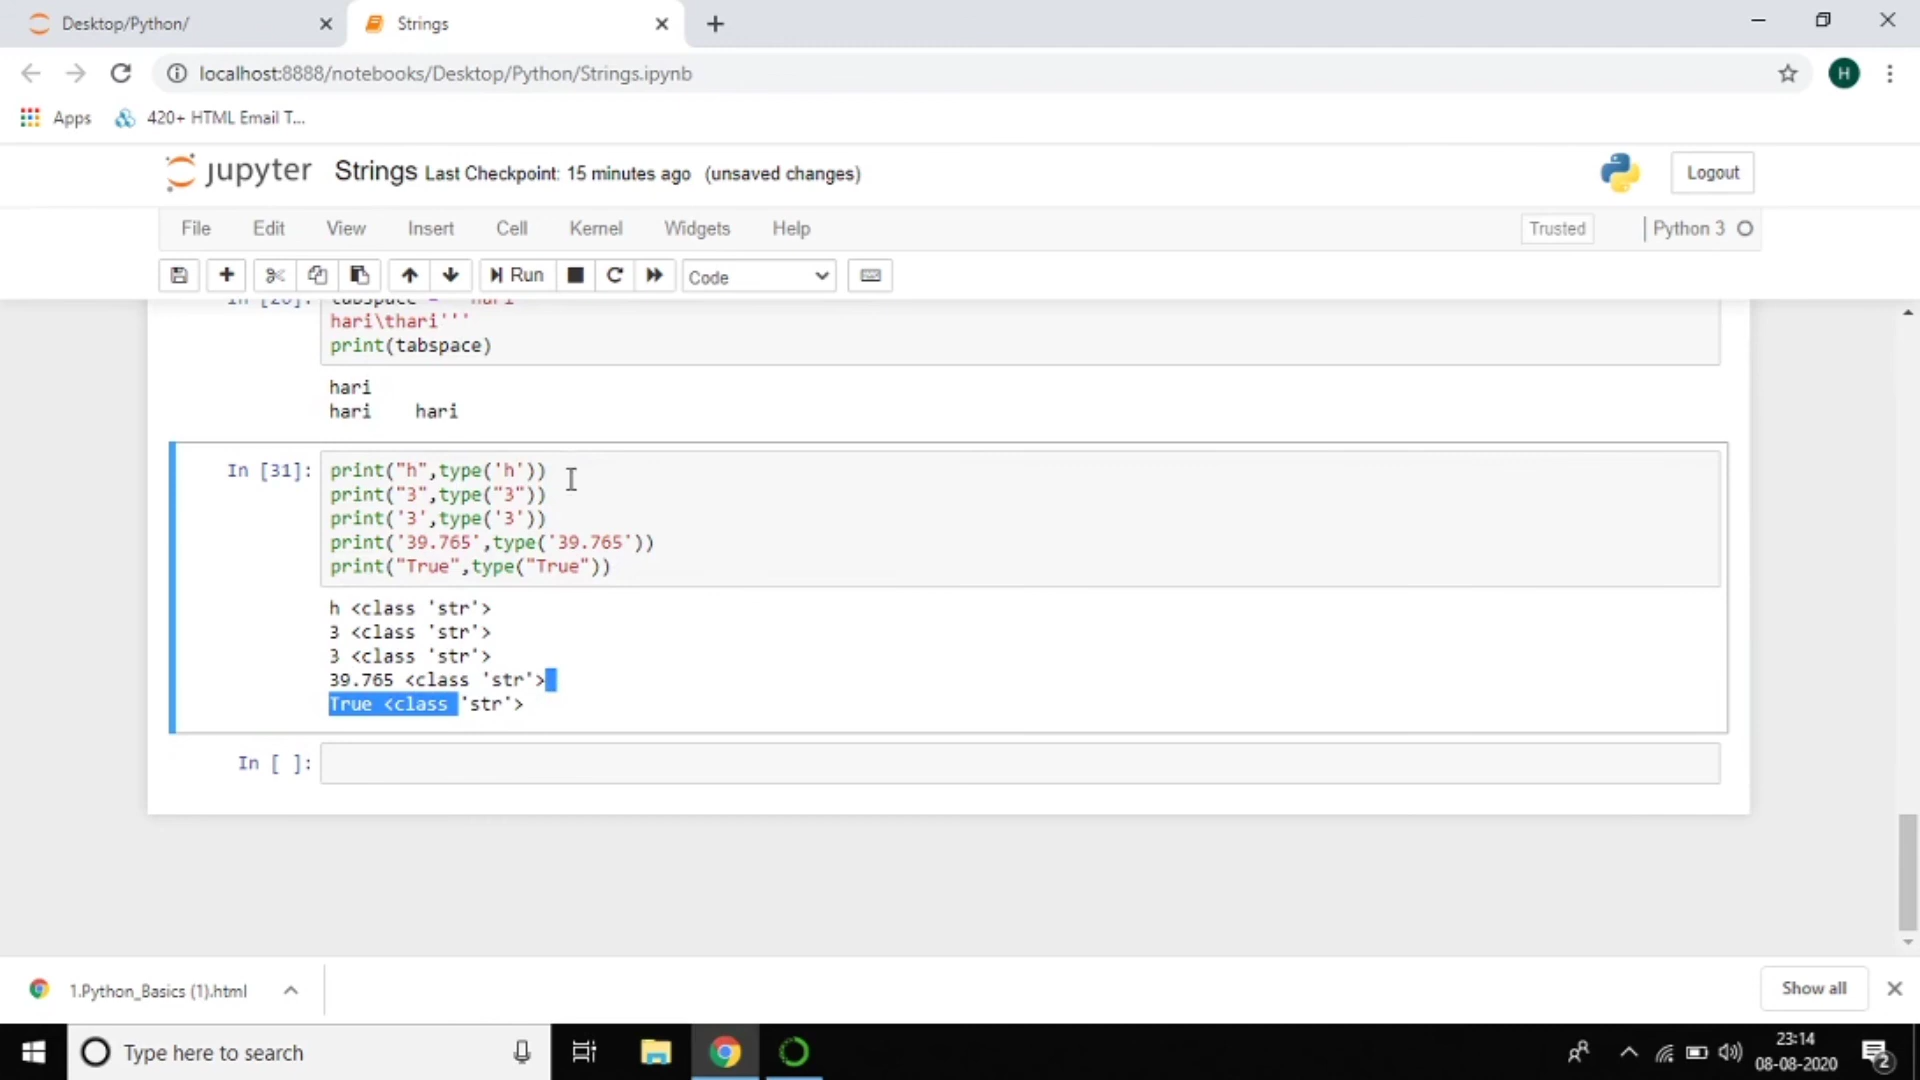 Desktop/Python/
Strings
localhost:8888/notebooks/Desktop/Python/Strings.ipynb
H
Apps
420+ HTML Email T...
jupyter
Strings Last Checkpoint: 15 minutes ago (unsaved changes)
Logout
File Edit View Insert Cell Kernel Widgets Help
Trusted
Python 3
Run
Code
hari\thari'''
print(tabspace)
hari
hari hari
In [31]:
print("h",type('h'))
print("3",type("3"))
print('3',type('3'))
print('39.765',type('39.765'))
print("True",type("True"))
h <class 'str'>
3 <class 'str'>
3 <class 'str'>
39.765 <class 'str'>
True <class 'str'>
In [ ]:
1.Python_Basics (1).html
Show all
Type here to search
23:14
08-08-2020
2